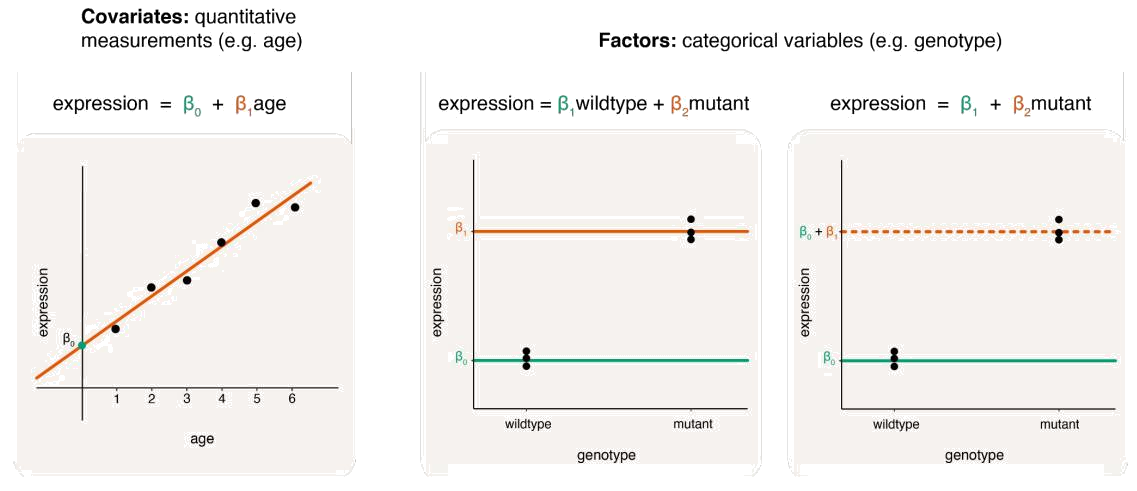 Covariates: quantitative
measurements (e.g. age)
expression = β₀ + β₁age
expression
β₀
1 2 3 4 5 6
age
Factors: categorical variables (e.g. genotype)
expression = β₁wildtype + β₂mutant
expression
β₁
β₀
wildtype mutant
genotype
expression = β₁ + β₂mutant
expression
β₀ + β₁
β₀
wildtype mutant
genotype